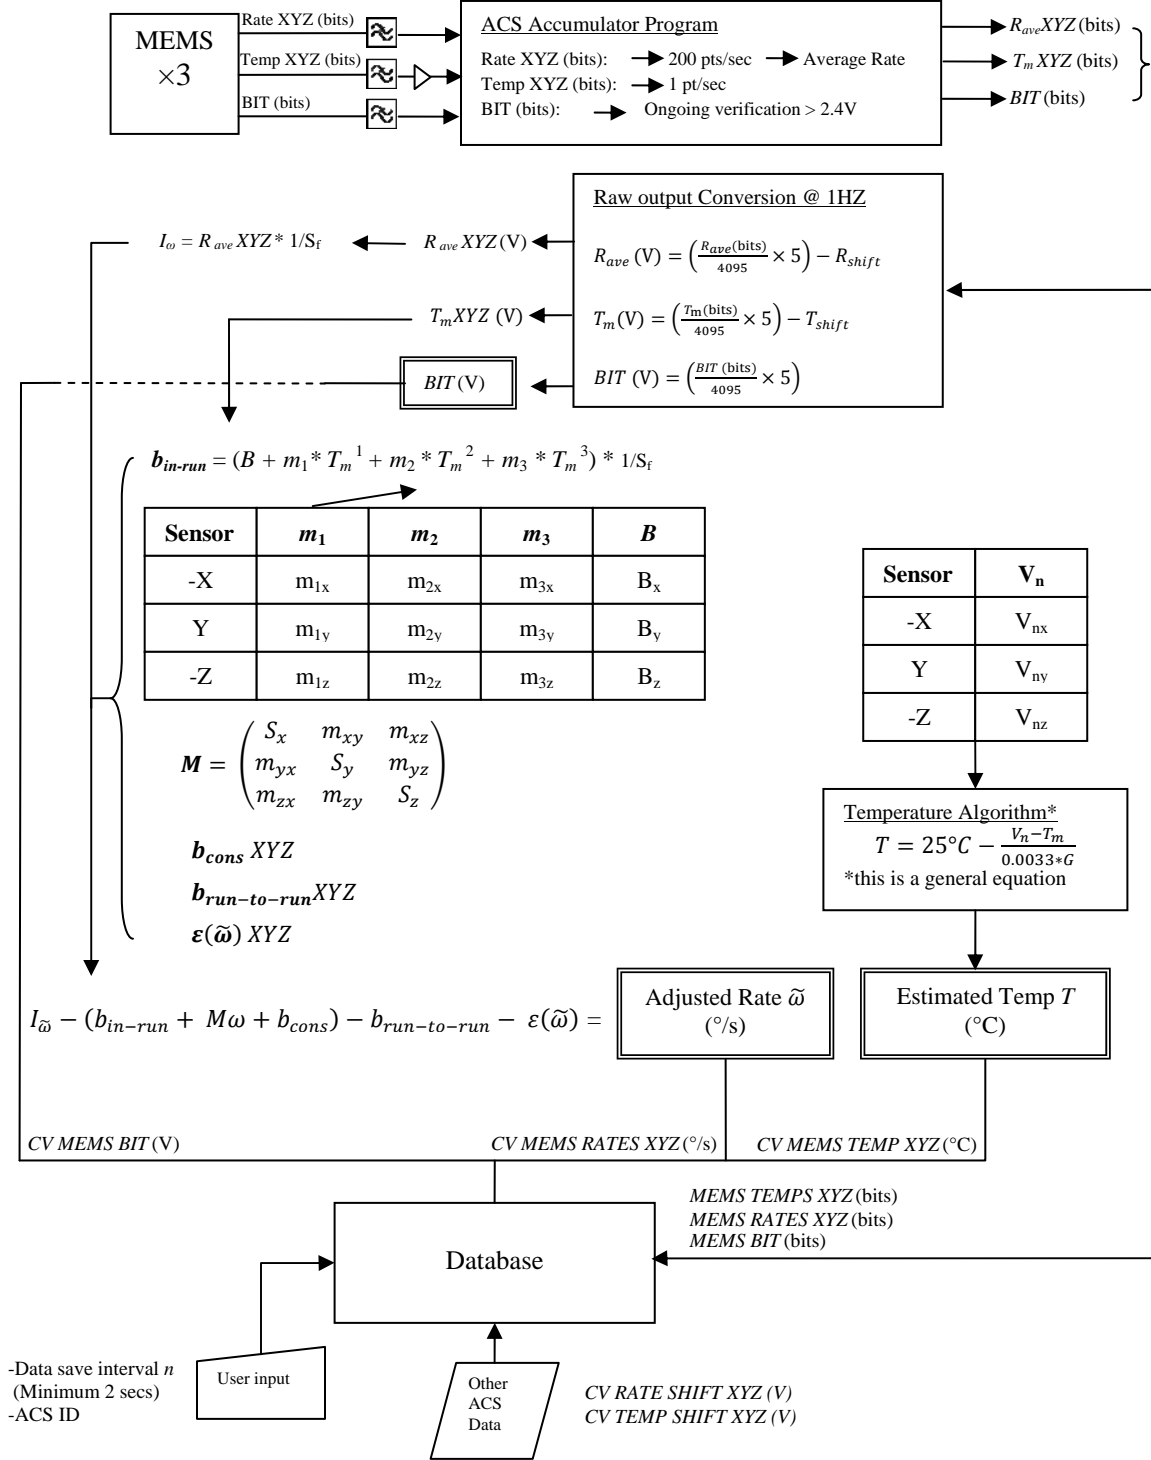 MEMS
×3
Rate XYZ (bits)
Temp XYZ (bits)
BIT (bits)
ACS Accumulator Program
Rate XYZ (bits): 200 pts/sec Average Rate
Temp XYZ (bits): 1 pt/sec
BIT (bits): Ongoing verification > 2.4V
R_ave XYZ (bits)
T_m XYZ (bits)
BIT (bits)
Raw output Conversion @ 1HZ
R_ave (V) = (R_ave(bits)/4095 × 5) − R_shift
T_m(V) = (T_m(bits)/4095 × 5) − T_shift
BIT (V) = (BIT (bits)/4095 × 5)
I_ω = R_ave XYZ * 1/S_f
R_ave XYZ (V)
T_m XYZ (V)
BIT (V)
b_in-run = (B + m_1 * T_m^1 + m_2 * T_m^2 + m_3 * T_m^3) * 1/S_f
Sensor m_1 m_2 m_3 B
-X m_1x m_2x m_3x B_x
Y m_1y m_2y m_3y B_y
-Z m_1z m_2z m_3z B_z
Sensor V_n
-X V_nx
Y V_ny
-Z V_nz
M =
S_x m_xy m_xz
m_yx S_y m_yz
m_zx m_zy S_z
b_cons XYZ
b_run−to−run XYZ
ε(ω̃) XYZ
Temperature Algorithm*
T = 25°C − (V_n−T_m)/(0.0033*G)
*this is a general equation
I_ω̃ − (b_in−run + Mω + b_cons) − b_run−to−run − ε(ω̃) =
Adjusted Rate ω̃
(°/s)
Estimated Temp T
(°C)
CV MEMS BIT (V)
CV MEMS RATES XYZ (°/s)
CV MEMS TEMP XYZ (°C)
MEMS TEMPS XYZ (bits)
MEMS RATES XYZ (bits)
MEMS BIT (bits)
Database
-Data save interval n
(Minimum 2 secs)
-ACS ID
User input
Other
ACS
Data
CV RATE SHIFT XYZ (V)
CV TEMP SHIFT XYZ (V)